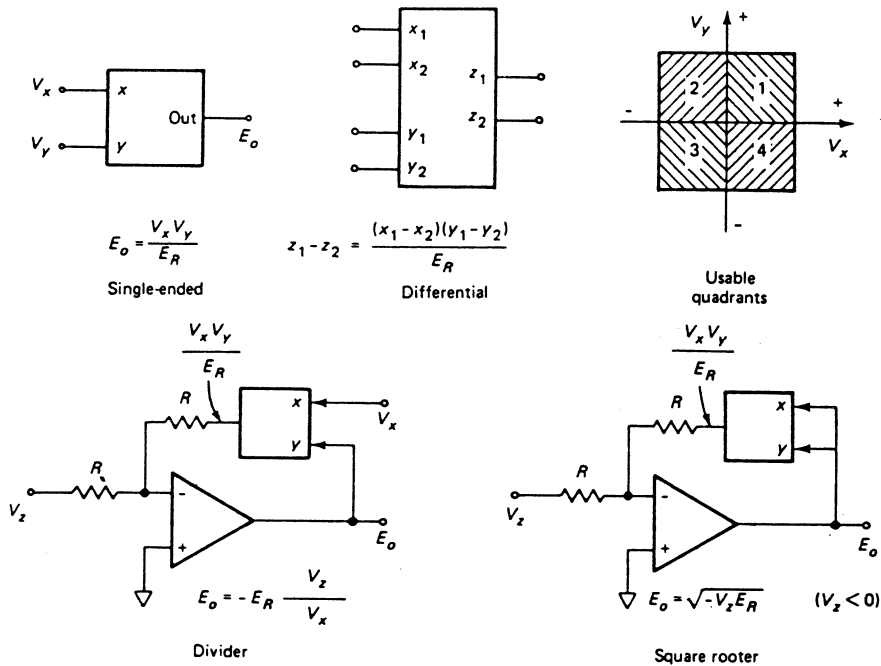 V_x
V_y
x
y
Out
E_o
E_o = V_x V_y / E_R
Single-ended
x_1
x_2
y_1
y_2
z_1
z_2
z_1 - z_2 = (x_1 - x_2)(y_1 - y_2) / E_R
Differential
V_y
+
2
1
-
+
3
4
V_x
-
Usable
quadrants
V_x V_y / E_R
R
x
y
V_x
R
V_z
-
+
E_o
E_o = -E_R V_z / V_x
Divider
V_x V_y / E_R
R
x
y
R
V_z
-
+
E_o
E_o = √-V_z E_R (V_z < 0)
Square rooter